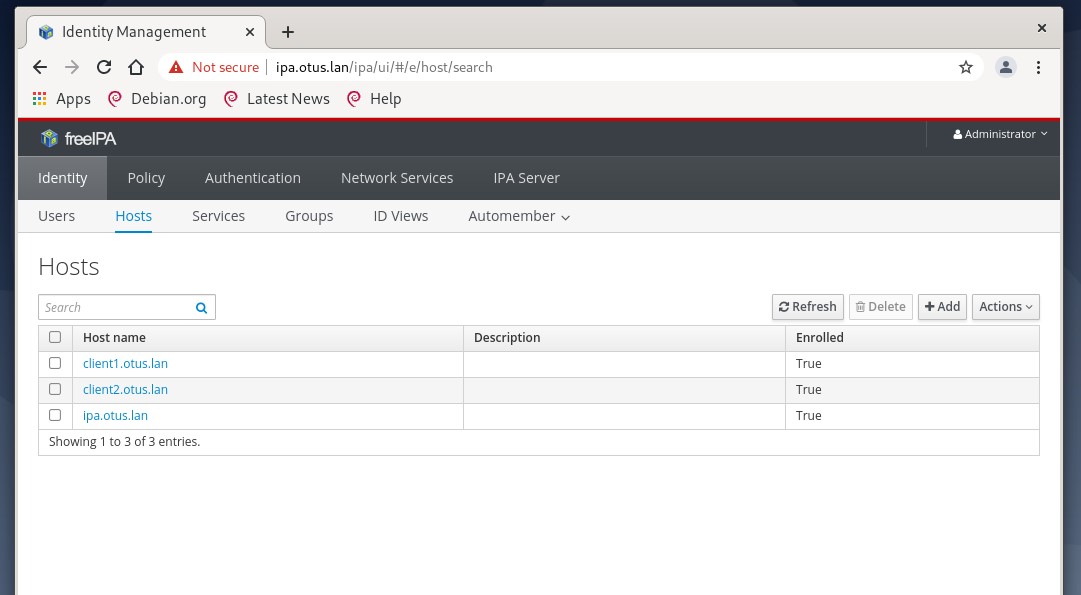 Identity Management
Not secure ipa.otus.lan/ipa/ui/#/e/host/search
Apps Debian.org Latest News Help
freeIPA Administrator
Identity Policy Authentication Network Services IPA Server
Users Hosts Services Groups ID Views Automember
Hosts
Search Refresh Delete Add Actions
Host name Description Enrolled
client1.otus.lan True
client2.otus.lan True
ipa.otus.lan True
Showing 1 to 3 of 3 entries.